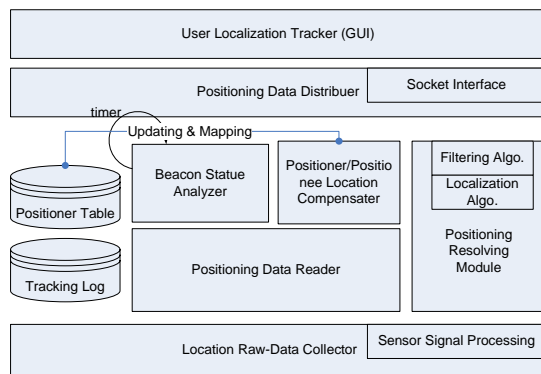 User Localization Tracker (GUI)
Positioning Data Distribuer
Socket Interface
timer
Updating & Mapping
Positioner Table
Beacon Statue
Analyzer
Positioner/Positio
nee Location
Compensater
Filtering Algo.
Localization
Algo.
Positioning
Resolving
Module
Tracking Log
Positioning Data Reader
Location Raw-Data Collector
Sensor Signal Processing